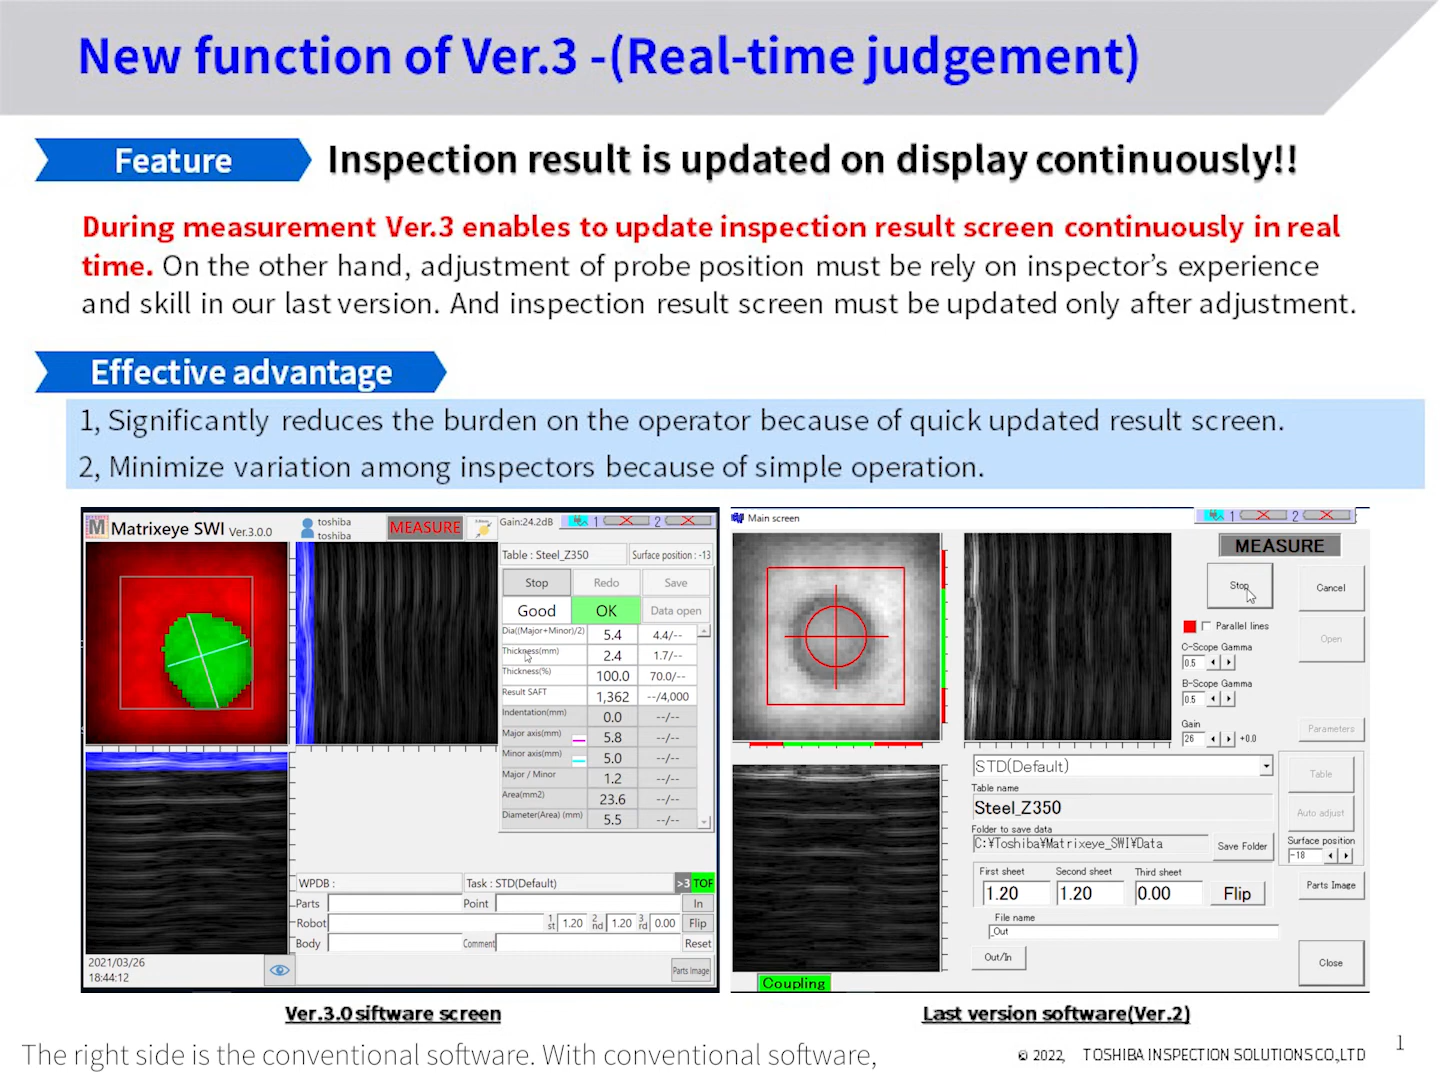 New function of Ver.3 -(Real-time judgement)
Feature
Inspection result is updated on display continuously!!
During measurement Ver.3 enables to update inspection result screen continuously in real
time. On the other hand, adjustment of probe position must be rely on inspector's experience
and skill in our last version. And inspection result screen must be updated only after adjustment.
Effective advantage
1, Significantly reduces the burden on the operator because of quick updated result screen.
2, Minimize variation among inspectors because of simple operation.
M Matrixeye SWI Ver.3.0.0
toshiba
toshiba
MEASURE
Gain:24.2dB
1 2
Table : Steel_Z350
Surface position : -13
Stop Redo Save
Good OK Data open
Dia((Major+Minor)/2) 5.4 4.4/--
Thickness(mm) 2.4 1.7/--
Thickness(%) 100.0 70.0/--
Result SAFT 1,362 --/4,000
Indentation(mm) 0.0 --/--
Major axis(mm) 5.8 --/--
Minor axis(mm) 5.0 --/--
Major / Minor 1.2 --/--
Area(mm2) 23.6 --/--
Diameter(Area) (mm) 5.5 --/--
WPDB : Task : STD(Default) >3 TOF
Parts Point In
Robot 1st 1.20 2nd 1.20 3rd 0.00 Flip
Body Comment Reset
2021/03/26
18:44:12
Parts Image
Main screen
1 2
MEASURE
Stop Cancel
Parallel lines
Open
C-Scope Gamma
0.5
B-Scope Gamma
0.5
Gain
26 +0.0
Parameters
STD(Default)
Table
Table name
Steel_Z350
Auto adjust
Folder to save data
C:¥Toshiba¥Matrixeye_SWI¥Data
Save Folder
Surface position
-18
First sheet Second sheet Third sheet
1.20 1.20 0.00 Flip
Parts Image
File name
_Out
Out/In
Close
Coupling
Ver.3.0 siftware screen
Last version software(Ver.2)
The right side is the conventional software. With conventional software,
© 2022, TOSHIBA INSPECTION SOLUTIONS CO.,LTD
1